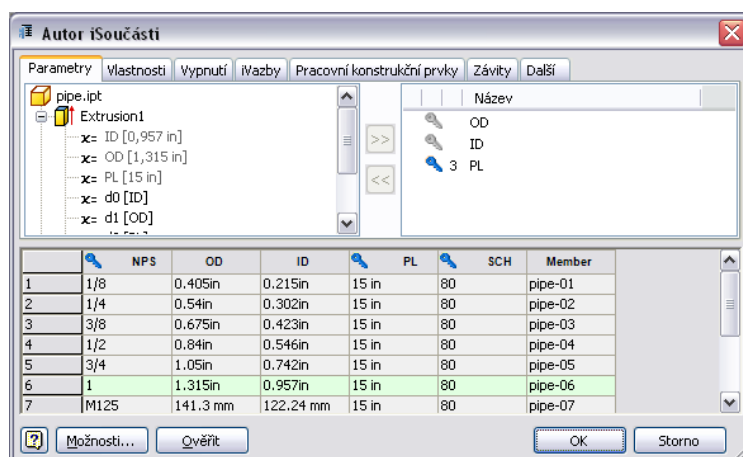 Autor iSoučásti
Parametry Vlastnosti Vypnutí iVazby Pracovní konstrukční prvky Závity Další
pipe.ipt
Extrusion1
x= ID [0,957 in]
x= OD [1,315 in]
x= PL [15 in]
x= d0 [ID]
x= d1 [OD]
>>
<<
Název
OD
ID
3 PL
NPS OD ID PL SCH Member
1 1/8 0.405in 0.215in 15 in 80 pipe-01
2 1/4 0.54in 0.302in 15 in 80 pipe-02
3 3/8 0.675in 0.423in 15 in 80 pipe-03
4 1/2 0.84in 0.546in 15 in 80 pipe-04
5 3/4 1.05in 0.742in 15 in 80 pipe-05
6 1 1.315in 0.957in 15 in 80 pipe-06
7 M125 141.3 mm 122.24 mm 15 in 80 pipe-07
? Možnosti... Ověřit OK Storno